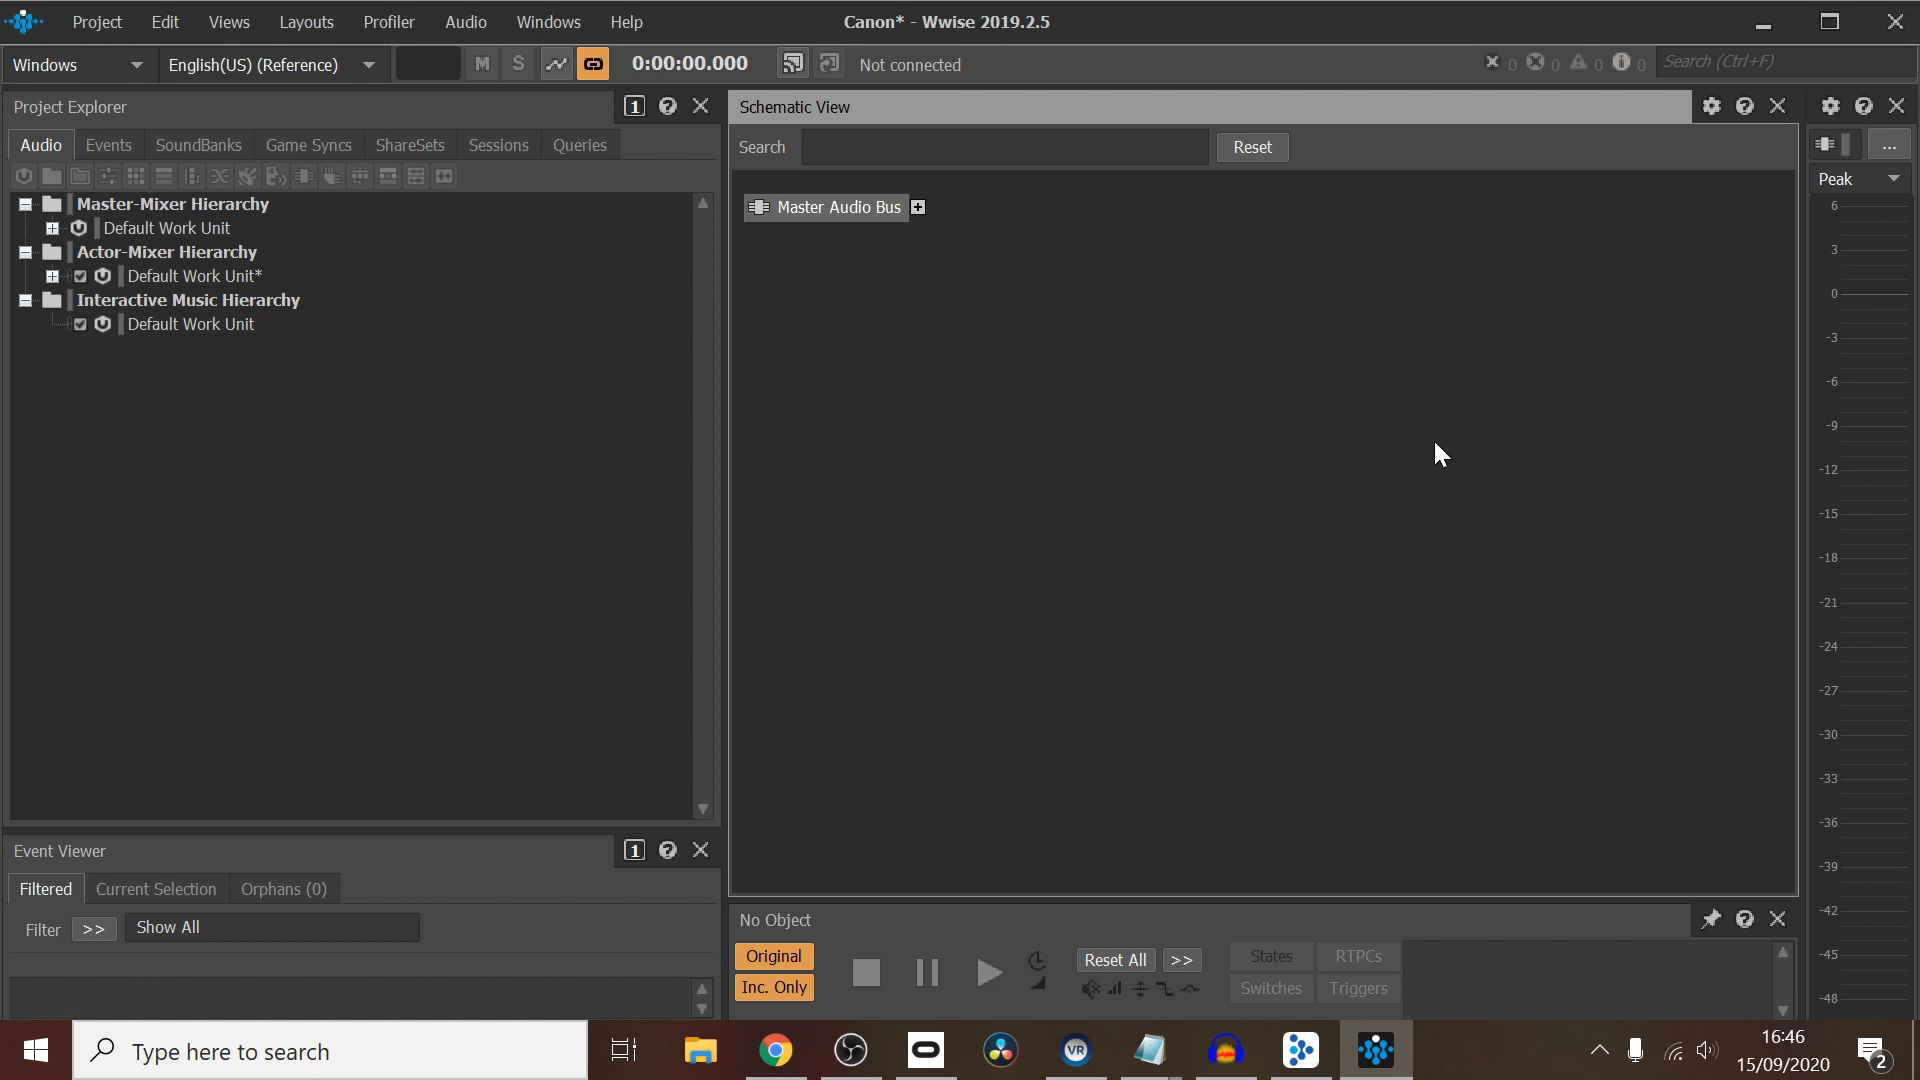 Project Edit Views Layouts Profiler Audio Windows Help Canon* - Wwise 2019.2.5
Windows English(US) (Reference) M S 0:00:00.000 Not connected 0 0 0 0 Search (Ctrl+F)
Project Explorer 1
Schematic View
Audio Events SoundBanks Game Syncs ShareSets Sessions Queries
Search Reset ...
Peak
Master-Mixer Hierarchy
Default Work Unit
Actor-Mixer Hierarchy
Default Work Unit*
Interactive Music Hierarchy
Default Work Unit
Master Audio Bus
6
3
0
-3
-6
-9
-12
-15
-18
-21
-24
-27
-30
-33
-36
-39
-42
-45
-48
Event Viewer 1
Filtered Current Selection Orphans (0)
Filter >> Show All
No Object
Original
Inc. Only
Reset All >>
States RTPCs
Switches Triggers
Type here to search
VR
16:46
15/09/2020
2